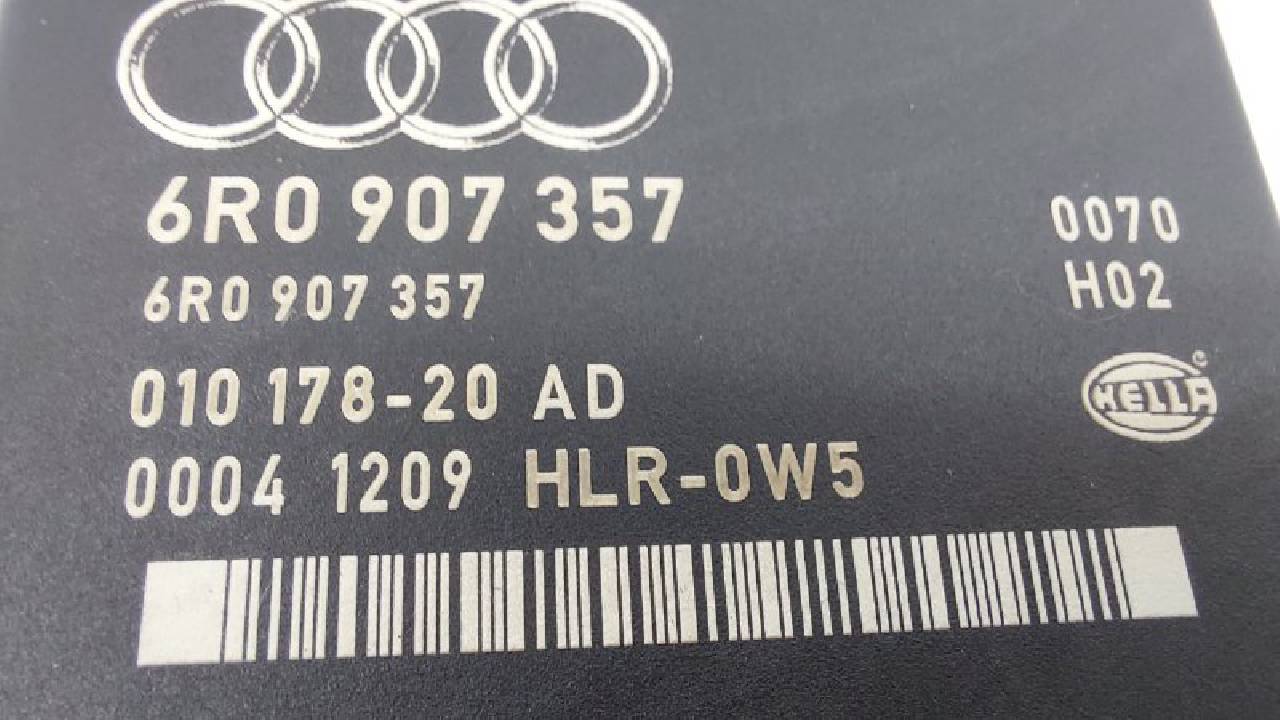 6R0 907 357
0070
6R0 907 357
H02
010 178-20 AD
HELLA
0004 1209 HLR-0W5